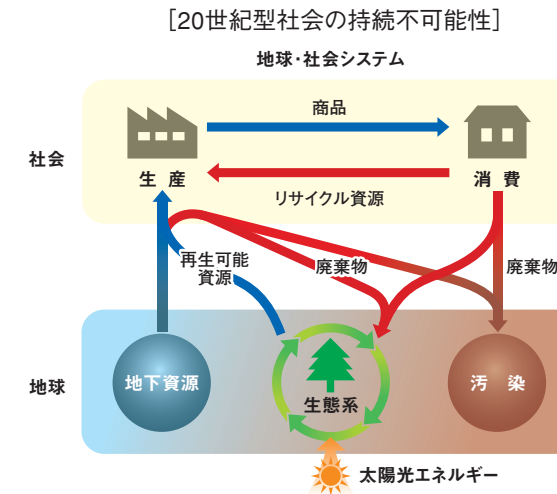 ［20世紀型社会の持続不可能性］
地球・社会システム
商品
社会
生 産
消 費
リサイクル資源
再生可能
資源
廃棄物
廃棄物
地球
地下資源
生態系
汚 染
太陽光エネルギー